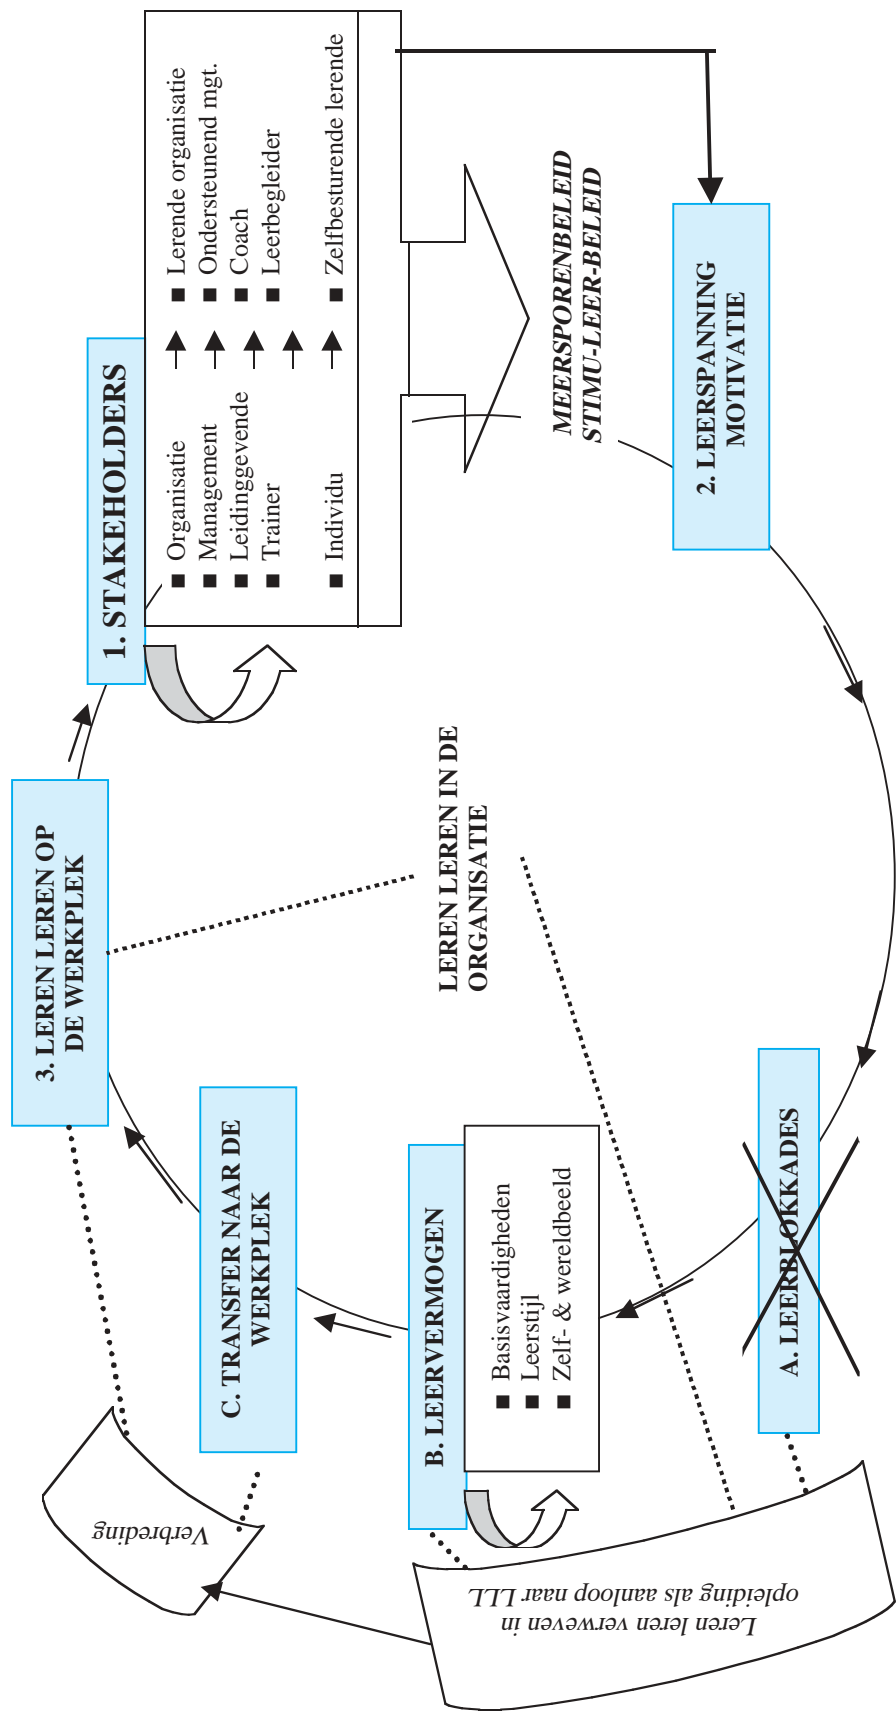 1. STAKEHOLDERS
■ Organisatie → ■ Lerende organisatie
■ Management → ■ Ondersteunend mgt.
■ Leidinggevende → ■ Coach
■ Trainer → ■ Leerbegleider
■ Individu → ■ Zelfbesturende lerende
MEERSPORENBELEID
STIMU-LEER-BELEID
2. LEERSPANNING
MOTIVATIE
3. LEREN LEREN OP
DE WERKPLEK
LEREN LEREN IN DE
ORGANISATIE
C. TRANSFER NAAR DE
WERKPLEK
B. LEERVERMOGEN
■ Basisvaardigheden
■ Leerstijl
■ Zelf- & wereldbeeld
A. LEERBLOKKADES
Verbreding
Leren leren verweven in
opleiding als aanloop naar LLL